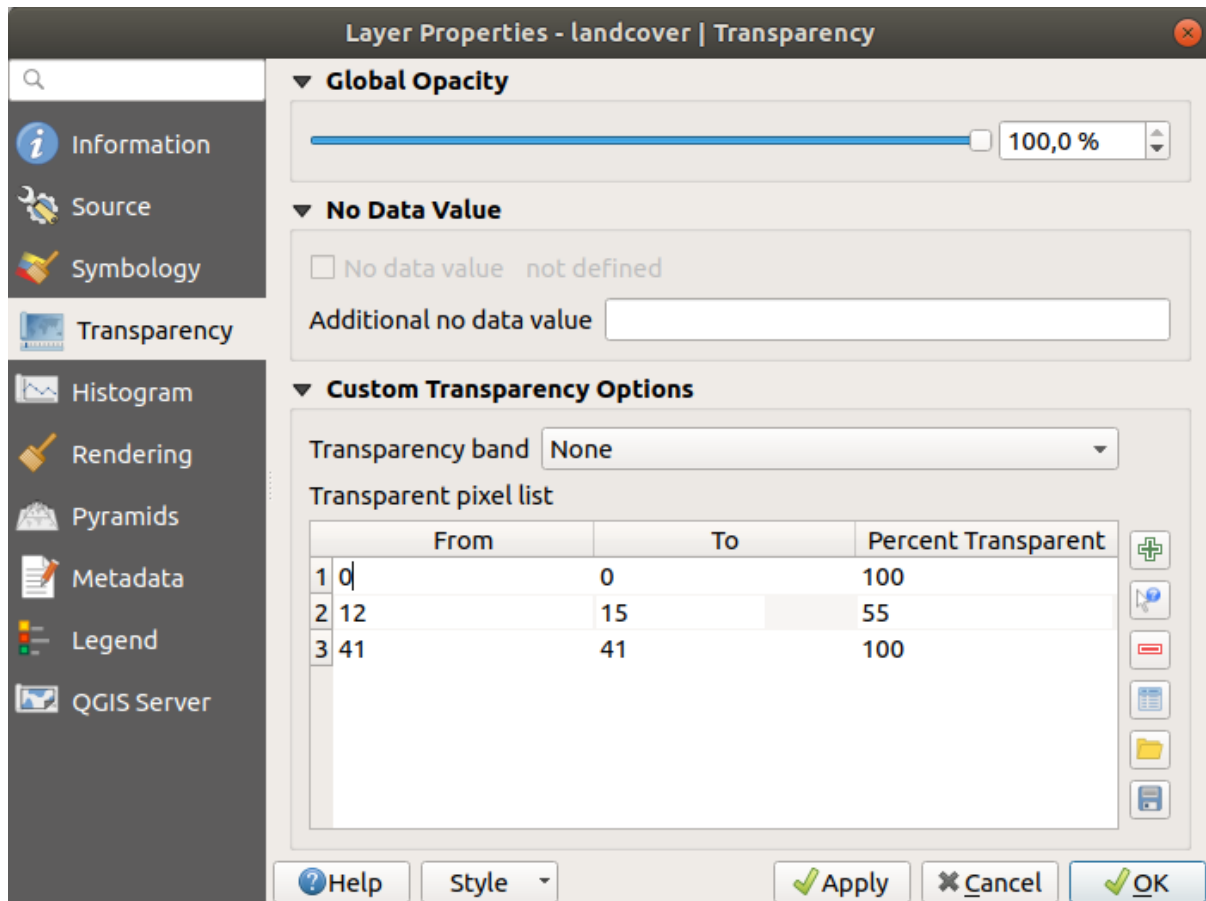 Layer Properties - landcover | Transparency
Information
Source
Symbology
Transparency
Histogram
Rendering
Pyramids
Metadata
Legend
QGIS Server
Global Opacity
100,0 %
No Data Value
No data value not defined
Additional no data value
Custom Transparency Options
Transparency band None
Transparent pixel list
From To Percent Transparent
1 0 0 100
2 12 15 55
3 41 41 100
Help Style Apply Cancel OK